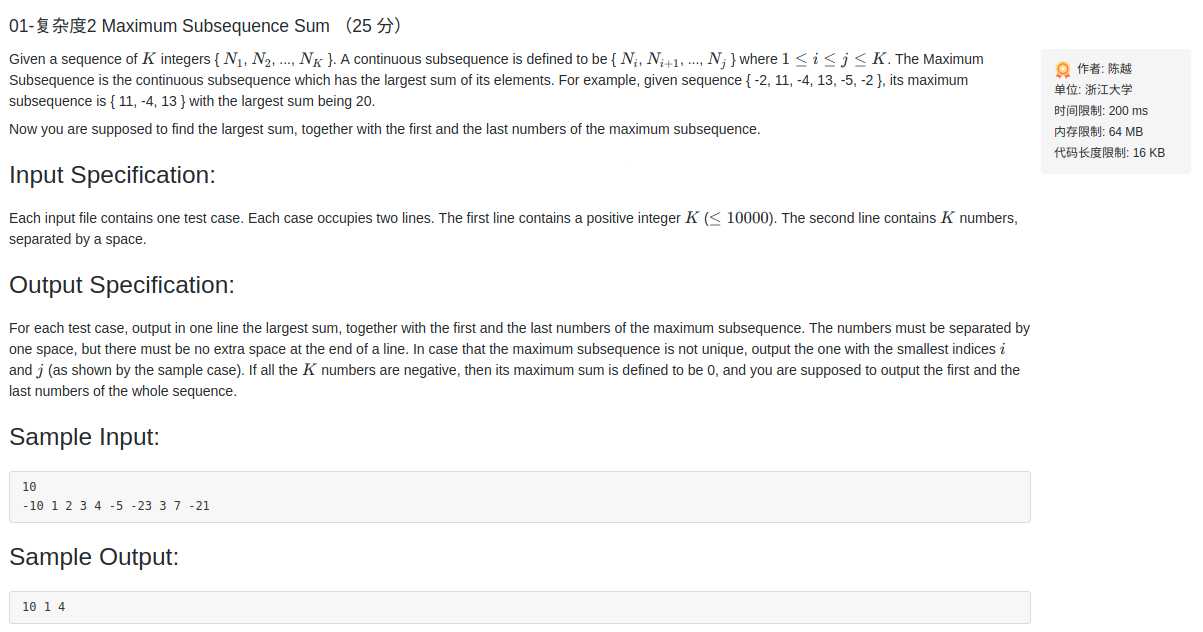 01-复杂度2 Maximum Subsequence Sum （25 分）
Given a sequence of K integers { N1, N2, ..., NK }. A continuous subsequence is defined to be { Ni, Ni+1, ..., Nj } where 1 ≤ i ≤ j ≤ K. The Maximum
Subsequence is the continuous subsequence which has the largest sum of its elements. For example, given sequence { -2, 11, -4, 13, -5, -2 }, its maximum
subsequence is { 11, -4, 13 } with the largest sum being 20.
Now you are supposed to find the largest sum, together with the first and the last numbers of the maximum subsequence.
Input Specification:
Each input file contains one test case. Each case occupies two lines. The first line contains a positive integer K (≤ 10000). The second line contains K numbers,
separated by a space.
Output Specification:
For each test case, output in one line the largest sum, together with the first and the last numbers of the maximum subsequence. The numbers must be separated by
one space, but there must be no extra space at the end of a line. In case that the maximum subsequence is not unique, output the one with the smallest indices i
and j (as shown by the sample case). If all the K numbers are negative, then its maximum sum is defined to be 0, and you are supposed to output the first and the
last numbers of the whole sequence.
Sample Input:
10
-10 1 2 3 4 -5 -23 3 7 -21
Sample Output:
10 1 4
作者: 陈越
单位: 浙江大学
时间限制: 200 ms
内存限制: 64 MB
代码长度限制: 16 KB